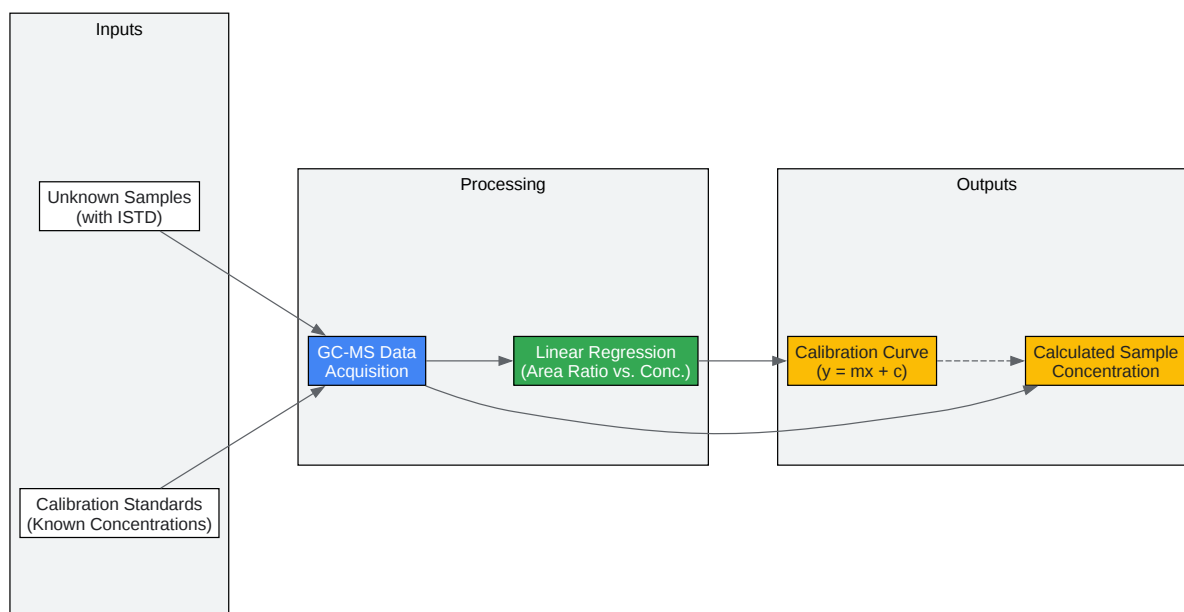 Inputs
Unknown Samples
(with ISTD)
Calibration Standards
(Known Concentrations)
Processing
GC-MS Data
Acquisition
Linear Regression
(Area Ratio vs. Conc.)
Outputs
Calibration Curve
(y = mx + c)
Calculated Sample
Concentration